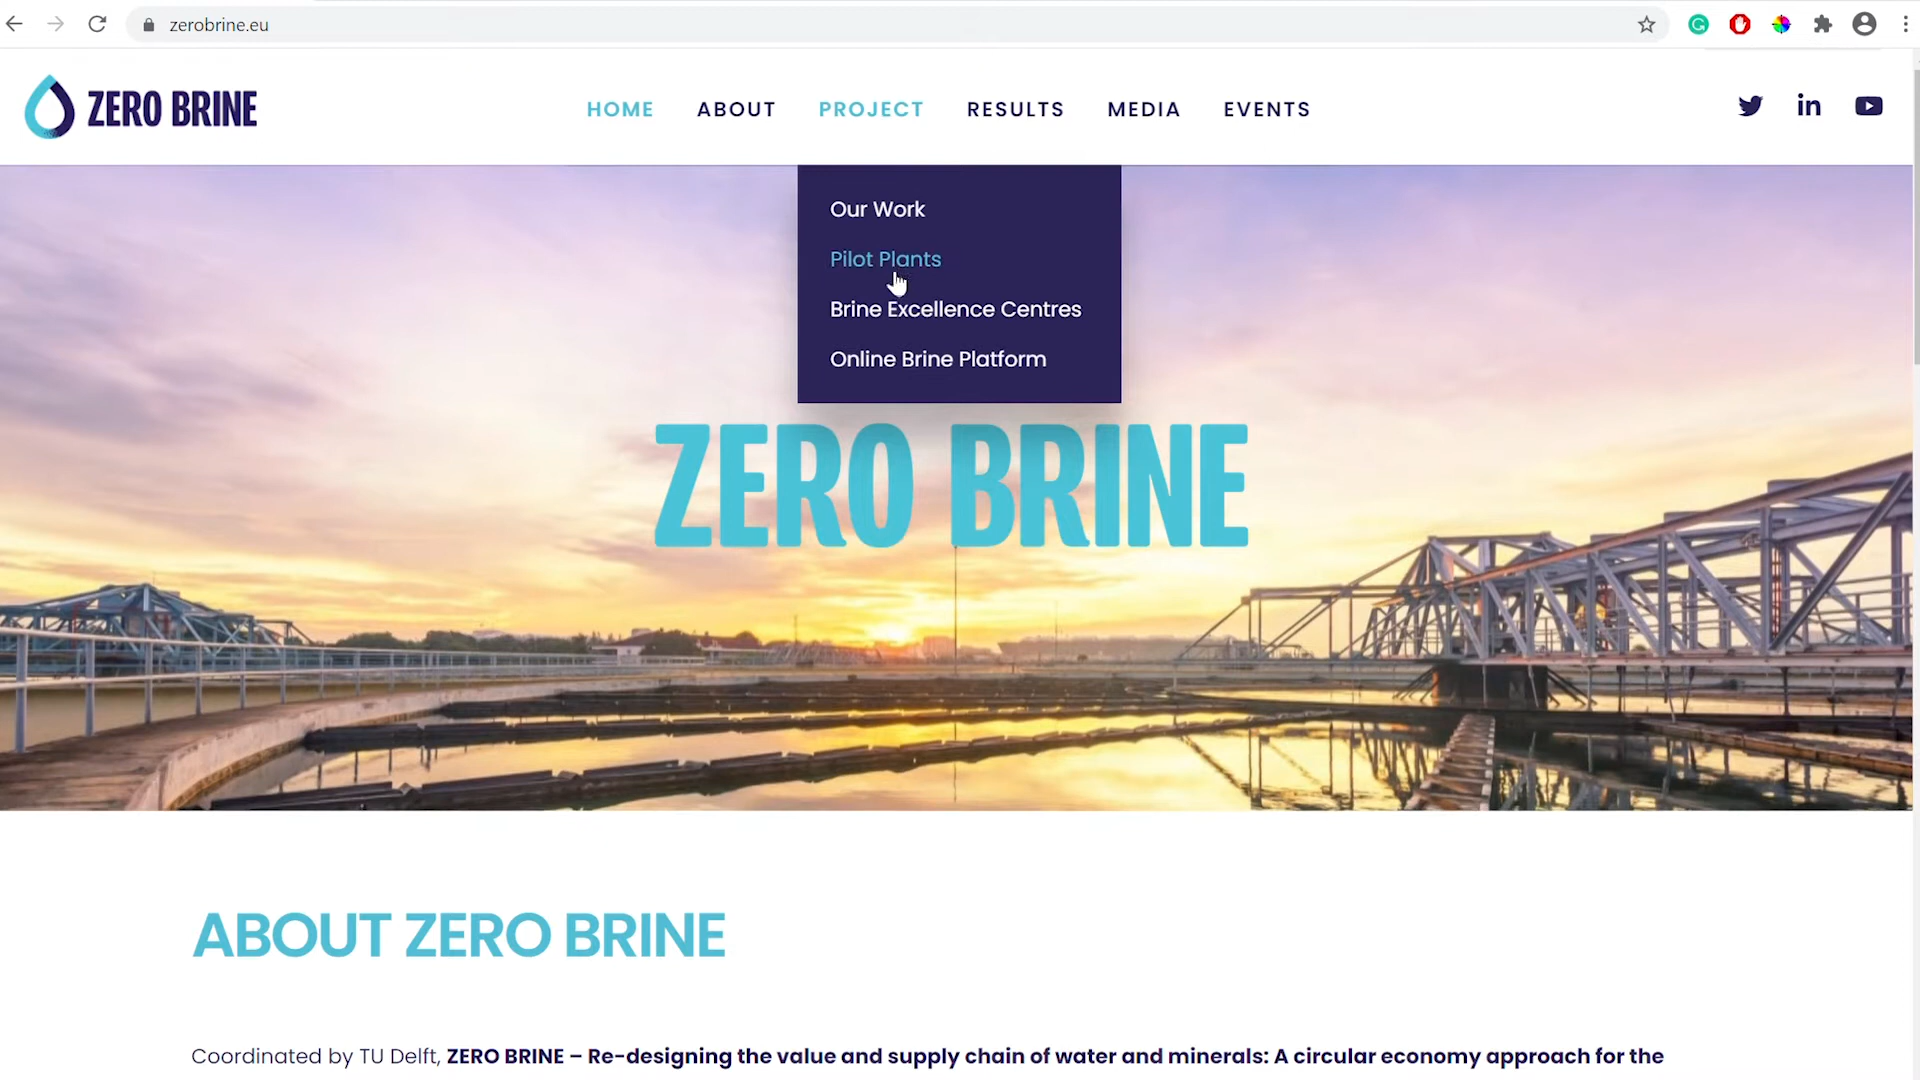 zerobrine.eu
ZERO BRINE
HOME ABOUT PROJECT RESULTS MEDIA EVENTS
Our Work
Pilot Plants
Brine Excellence Centres
Online Brine Platform
ZERO BRINE
ABOUT ZERO BRINE
Coordinated by TU Delft, ZERO BRINE – Re-designing the value and supply chain of water and minerals: A circular economy approach for the